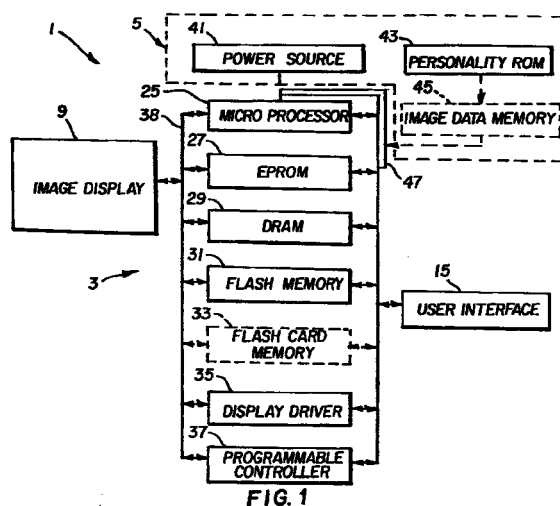 1
5
41
POWER SOURCE
43
PERSONALITY ROM
45
IMAGE DATA MEMORY
9
IMAGE DISPLAY
25
38
MICRO PROCESSOR
27
EPROM
47
29
DRAM
3
31
FLASH MEMORY
15
USER INTERFACE
33
FLASH CARD
MEMORY
35
DISPLAY DRIVER
37
PROGRAMMABLE
CONTROLLER
FIG. 1